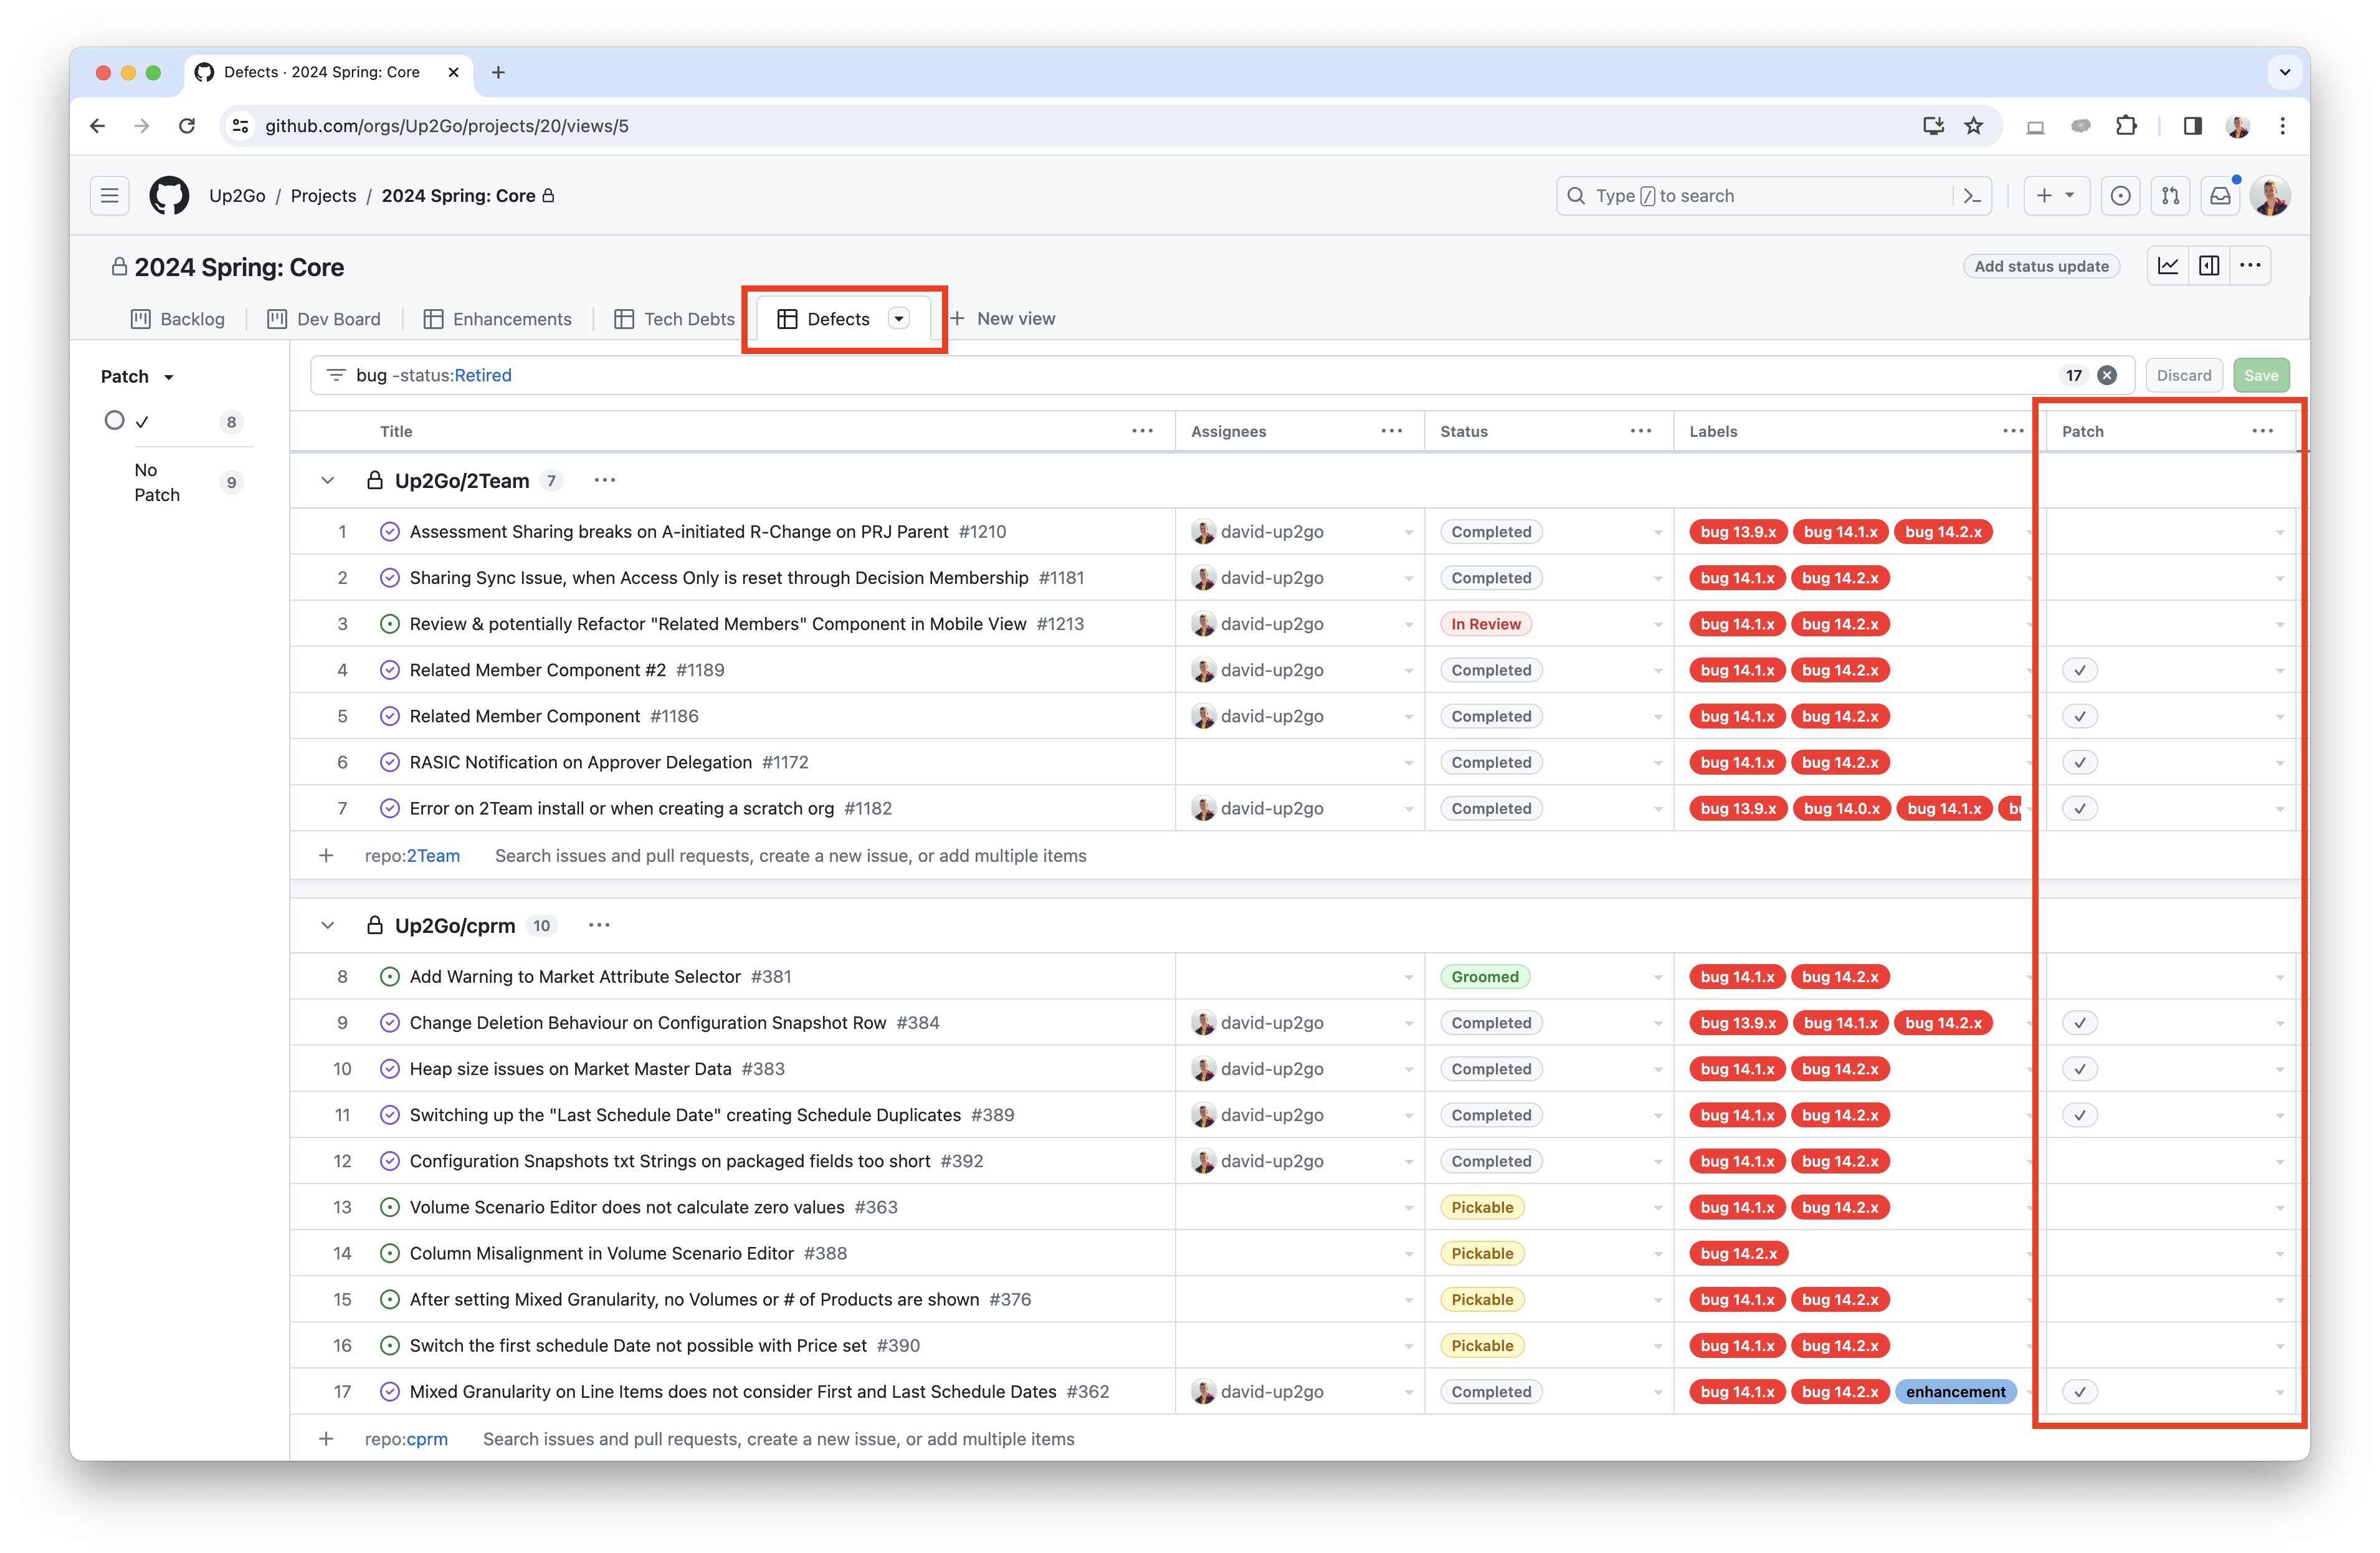 Defects · 2024 Spring: Core
github.com/orgs/Up2Go/projects/20/views/5
Up2Go / Projects / 2024 Spring: Core
Type / to search
2024 Spring: Core
Add status update
Backlog Dev Board Enhancements Tech Debts Defects + New view
Patch
✓ 8
No Patch 9
bug -status:Retired 17 Discard Save
Title Assignees Status Labels Patch
Up2Go/2Team 7
1 Assessment Sharing breaks on A-initiated R-Change on PRJ Parent #1210 david-up2go Completed bug 13.9.x bug 14.1.x bug 14.2.x
2 Sharing Sync Issue, when Access Only is reset through Decision Membership #1181 david-up2go Completed bug 14.1.x bug 14.2.x
3 Review & potentially Refactor "Related Members" Component in Mobile View #1213 david-up2go In Review bug 14.1.x bug 14.2.x
4 Related Member Component #2 #1189 david-up2go Completed bug 14.1.x bug 14.2.x ✓
5 Related Member Component #1186 david-up2go Completed bug 14.1.x bug 14.2.x ✓
6 RASIC Notification on Approver Delegation #1172 Completed bug 14.1.x bug 14.2.x ✓
7 Error on 2Team install or when creating a scratch org #1182 david-up2go Completed bug 13.9.x bug 14.0.x bug 14.1.x ✓
+ repo:2Team Search issues and pull requests, create a new issue, or add multiple items
Up2Go/cprm 10
8 Add Warning to Market Attribute Selector #381 Groomed bug 14.1.x bug 14.2.x
9 Change Deletion Behaviour on Configuration Snapshot Row #384 david-up2go Completed bug 13.9.x bug 14.1.x bug 14.2.x ✓
10 Heap size issues on Market Master Data #383 david-up2go Completed bug 14.1.x bug 14.2.x ✓
11 Switching up the "Last Schedule Date" creating Schedule Duplicates #389 david-up2go Completed bug 14.1.x bug 14.2.x ✓
12 Configuration Snapshots txt Strings on packaged fields too short #392 david-up2go Completed bug 14.1.x bug 14.2.x
13 Volume Scenario Editor does not calculate zero values #363 Pickable bug 14.1.x bug 14.2.x
14 Column Misalignment in Volume Scenario Editor #388 Pickable bug 14.2.x
15 After setting Mixed Granularity, no Volumes or # of Products are shown #376 Pickable bug 14.1.x bug 14.2.x
16 Switch the first schedule Date not possible with Price set #390 Pickable bug 14.1.x bug 14.2.x
17 Mixed Granularity on Line Items does not consider First and Last Schedule Dates #362 david-up2go Completed bug 14.1.x bug 14.2.x enhancement ✓
+ repo:cprm Search issues and pull requests, create a new issue, or add multiple items